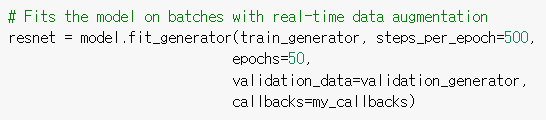 # Fits the model on batches with real-time data augmentation
resnet = model.fit_generator(train_generator, steps_per_epoch=500,
epochs=50,
validation_data=validation_generator,
callbacks=my_callbacks)